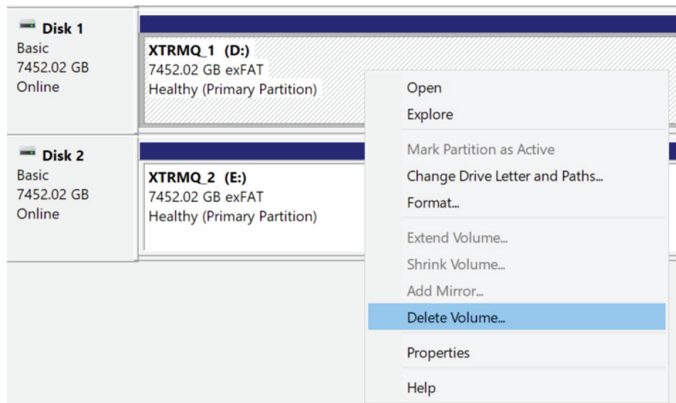 Disk 1
Basic
7452.02 GB
Online
XTRMQ_1 (D:)
7452.02 GB exFAT
Healthy (Primary Partition)
Disk 2
Basic
7452.02 GB
Online
XTRMQ_2 (E:)
7452.02 GB exFAT
Healthy (Primary Partition)
Open
Explore
Mark Partition as Active
Change Drive Letter and Paths...
Format...
Extend Volume...
Shrink Volume...
Add Mirror...
Delete Volume...
Properties
Help